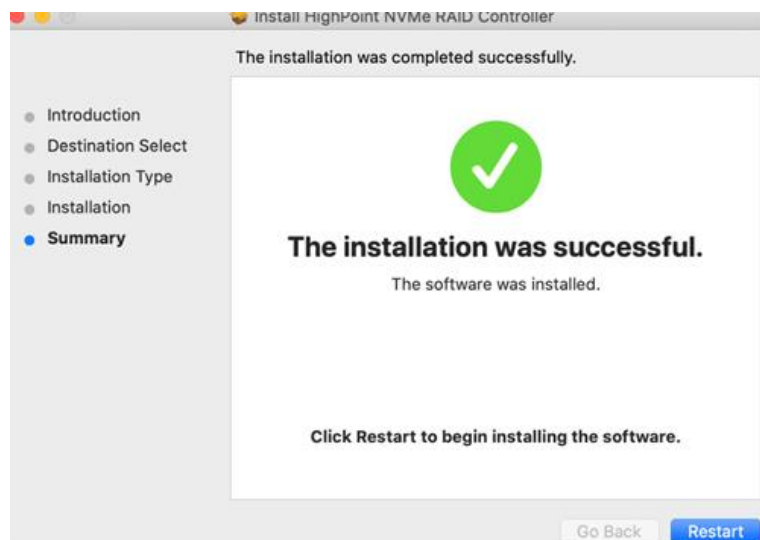 Install HighPoint NVMe RAID Controller
The installation was completed successfully.
Introduction
Destination Select
Installation Type
Installation
Summary
The installation was successful.
The software was installed.
Click Restart to begin installing the software.
Go Back
Restart